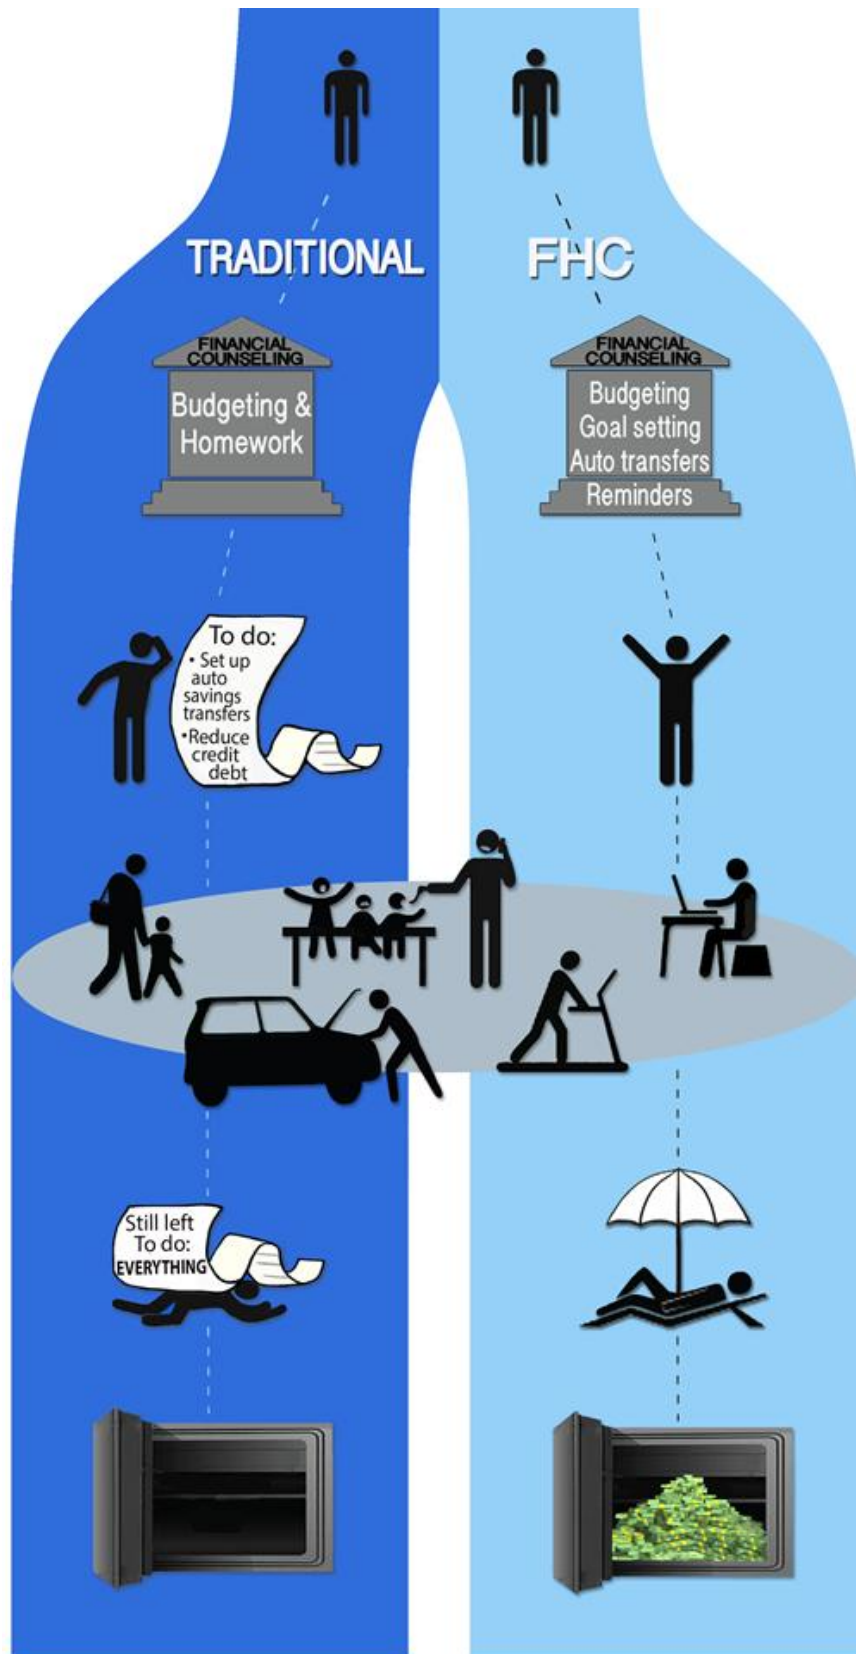 TRADITIONAL
FHC
FINANCIAL
COUNSELING
Budgeting &
Homework
FINANCIAL
COUNSELING
Budgeting
Goal setting
Auto transfers
Reminders
To do:
• Set up
auto
savings
transfers
•Reduce
credit
debt
Still left
To do:
EVERYTHING